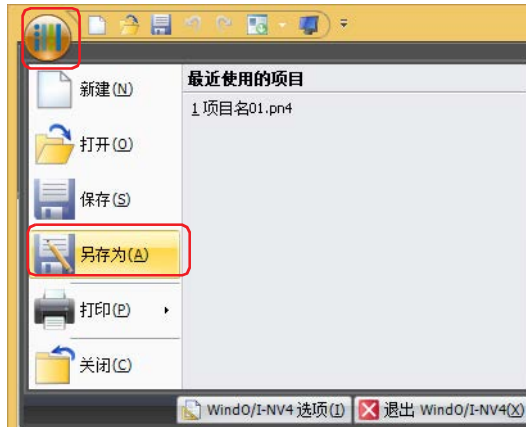 新建(N)
打开(O)
保存(S)
另存为(A)
打印(P)
关闭(C)
最近使用的项目
1 项目名01.pn4
WindO/I-NV4 选项(I)
退出 WindO/I-NV4(X)